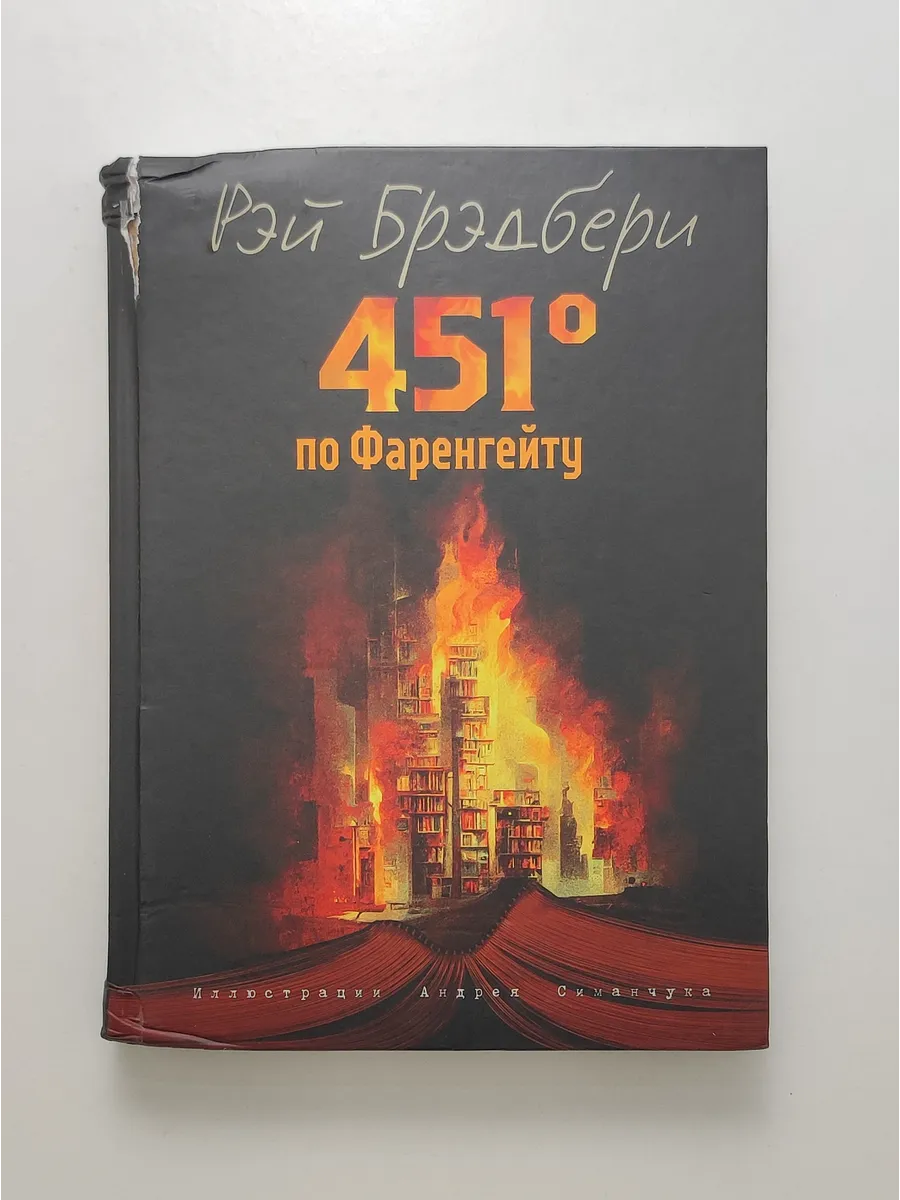 Рэй Брэдбери
451°
по Фаренгейту
Иллюстрации Андрея Симанчука